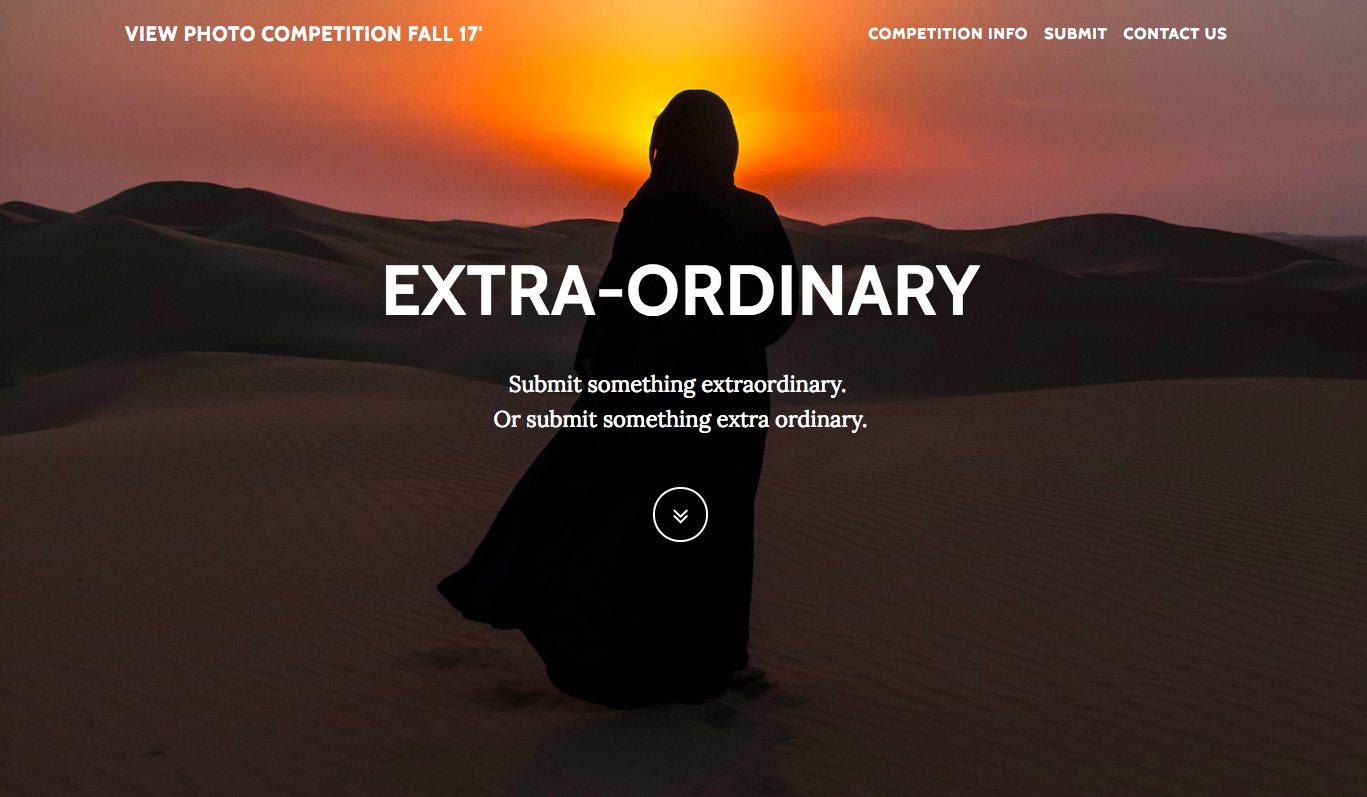 VIEW PHOTO COMPETITION FALL 17'
COMPETITION INFO SUBMIT CONTACT US
EXTRA-ORDINARY
Submit something extraordinary.
Or submit something extra ordinary.